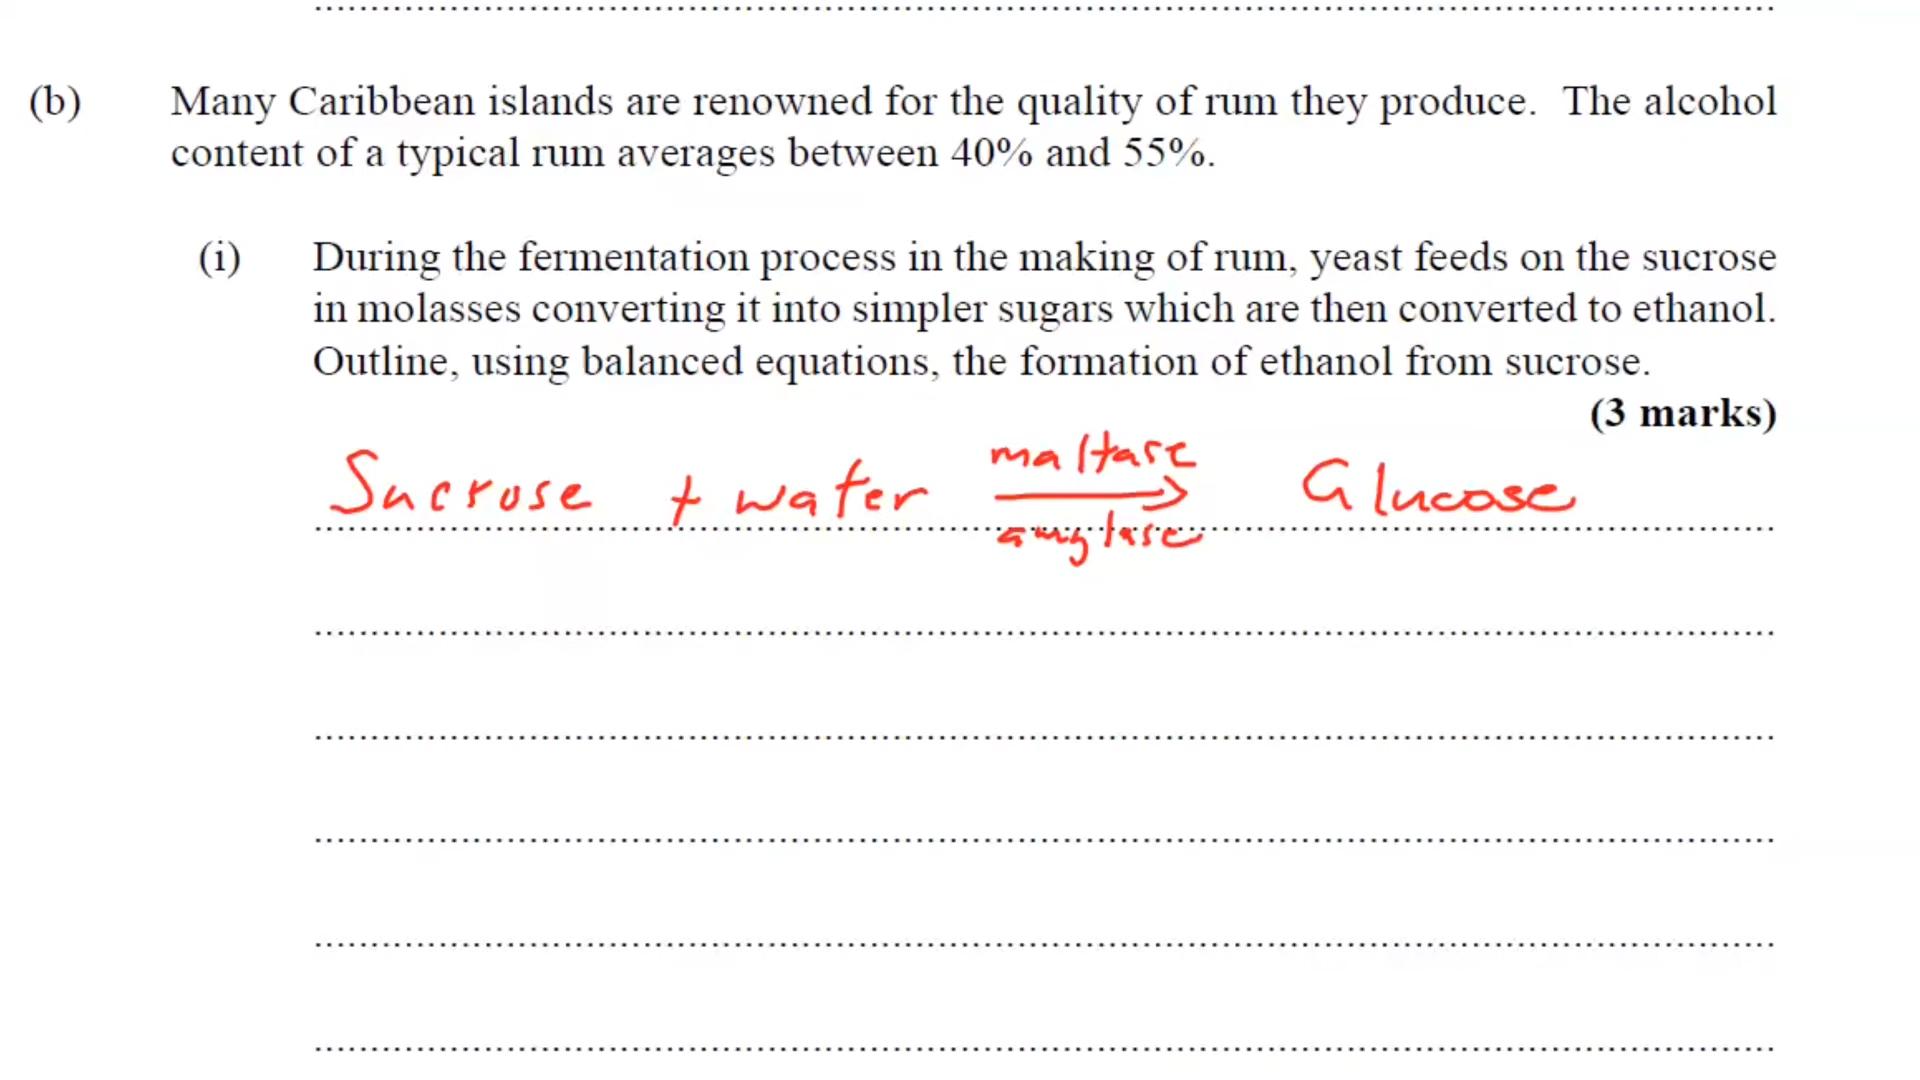 (b) Many Caribbean islands are renowned for the quality of rum they produce. The alcohol
content of a typical rum averages between 40% and 55%.
(i) During the fermentation process in the making of rum, yeast feeds on the sucrose
in molasses converting it into simpler sugars which are then converted to ethanol.
Outline, using balanced equations, the formation of ethanol from sucrose.
(3 marks)
maltase
Sucrose + water → Glucose
amylase